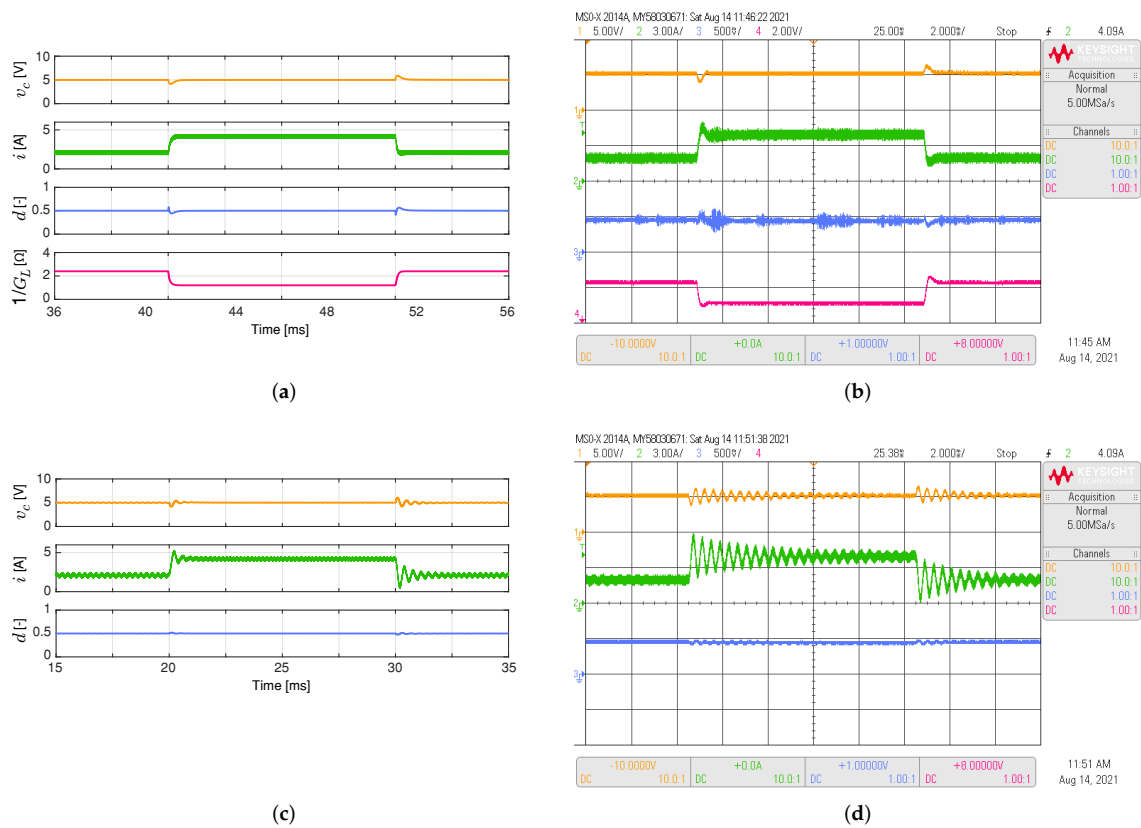 10
5
0
v_c [V]
5
0
i [A]
1
0.5
0
d [-]
4
2
0
1/G_L [Ω]
36 40 44 48 52 56
Time [ms]
(a)
MSO-X 2014A, MY58030671: Sat Aug 14 11:46:22 2021
1 5.00V/ 2 3.00A/ 3 500mV/ 4 2.00V/ 25.00ms 2.000ms/ Stop 2 4.09A
KEYSIGHT
TECHNOLOGIES
Acquisition
Normal
5.00MSa/s
Channels
DC 10.0:1
DC 10.0:1
DC 1.00:1
DC 1.00:1
1
T
2
3
4
-10.0000V +0.0A +1.00000V +8.00000V
DC 10.0:1 DC 10.0:1 DC 1.00:1 DC 1.00:1
11:45 AM
Aug 14, 2021
(b)
10
5
0
v_c [V]
5
0
i [A]
1
0.5
0
d [-]
15 20 25 30 35
Time [ms]
(c)
MSO-X 2014A, MY58030671: Sat Aug 14 11:51:38 2021
1 5.00V/ 2 3.00A/ 3 500mV/ 4 25.38ms 2.000ms/ Stop 2 4.09A
KEYSIGHT
TECHNOLOGIES
Acquisition
Normal
5.00MSa/s
Channels
DC 10.0:1
DC 10.0:1
DC 1.00:1
DC 1.00:1
1
T
2
3
-10.0000V +0.0A +1.00000V +8.00000V
DC 10.0:1 DC 10.0:1 DC 1.00:1 DC 1.00:1
11:51 AM
Aug 14, 2021
(d)